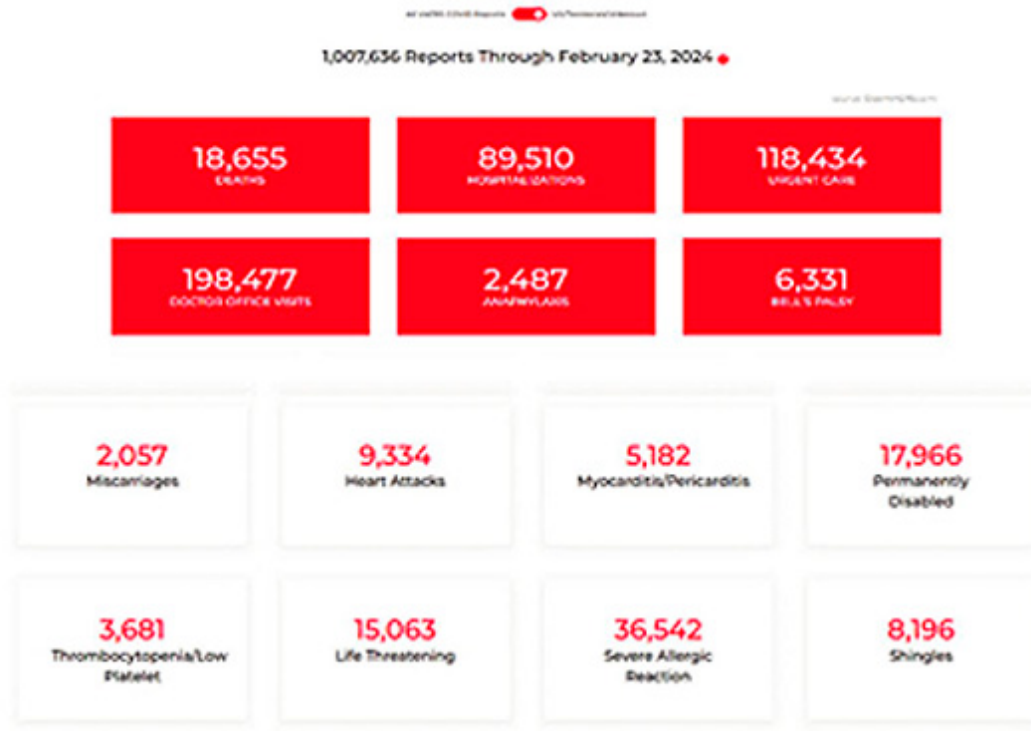 1,007,636 Reports Through February 23, 2024
18,655
DEATHS
89,510
HOSPITALIZATIONS
118,434
URGENT CARE
198,477
DOCTOR OFFICE VISITS
2,487
ANAPHYLAXIS
6,331
BELL'S PALSY
2,057
Miscarriages
9,334
Heart Attacks
5,182
Myocarditis/Pericarditis
17,966
Permanently
Disabled
3,681
Thrombocytopenia/Low
Platelet
15,063
Life Threatening
36,542
Severe Allergic
Reaction
8,196
Shingles